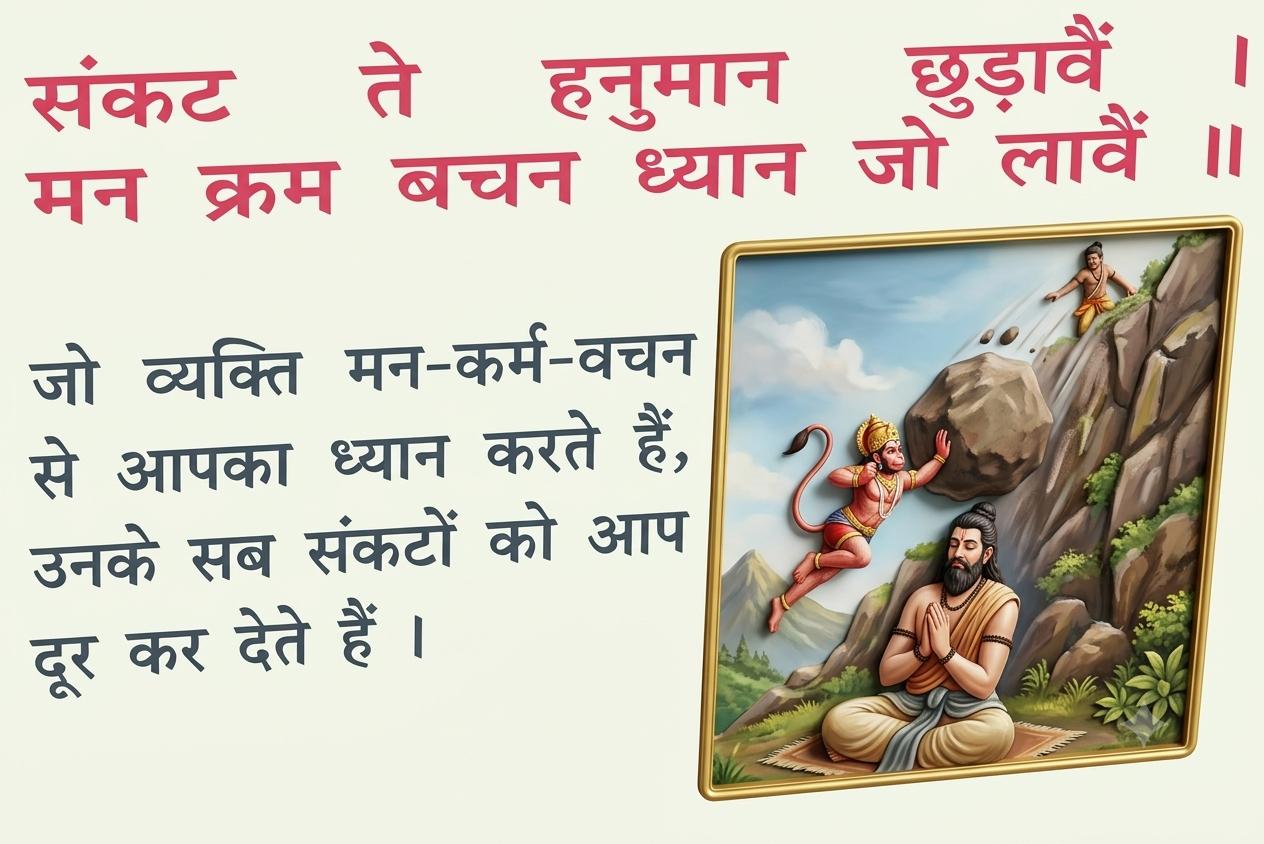 संकट ते हनुमान छुड़ावैं ।
मन क्रम बचन ध्यान जो लावैं ॥
जो व्यक्ति मन-कर्म-वचन
से आपका ध्यान करते हैं,
उनके सब संकटों को आप
दूर कर देते हैं ।